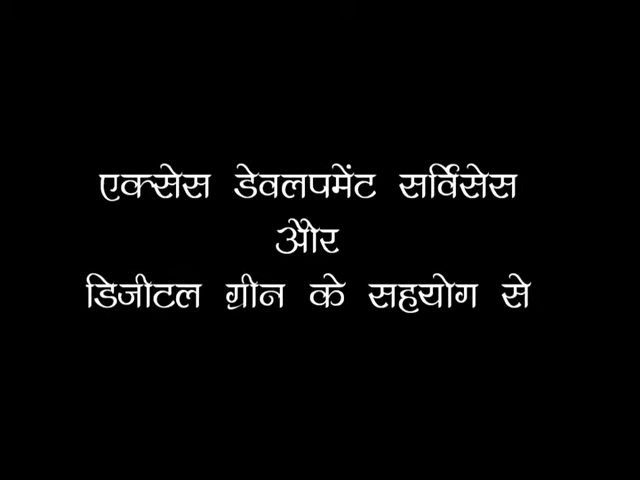 एक्सेस डेवलपमेंट सर्विसेस
और
डिजीटल ग्रीन के सहयोग से